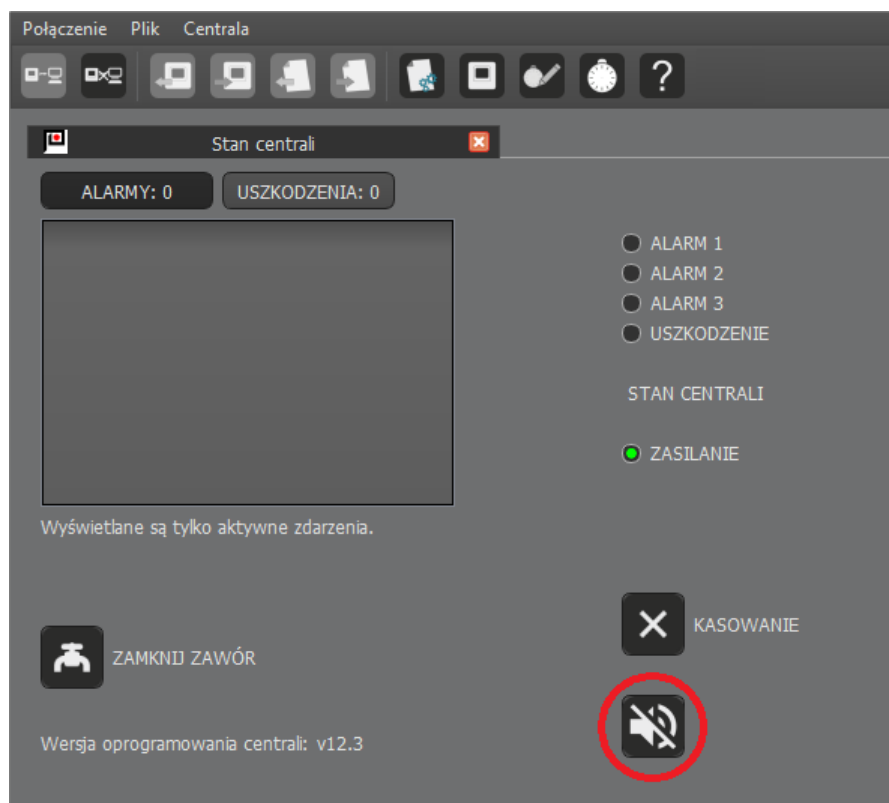 Połączenie Plik Centrala
?
Stan centrali
ALARMY: 0 USZKODZENIA: 0
ALARM 1
ALARM 2
ALARM 3
USZKODZENIE
STAN CENTRALI
ZASILANIE
Wyświetlane są tylko aktywne zdarzenia.
KASOWANIE
ZAMKNIJ ZAWÓR
Wersja oprogramowania centrali: v12.3